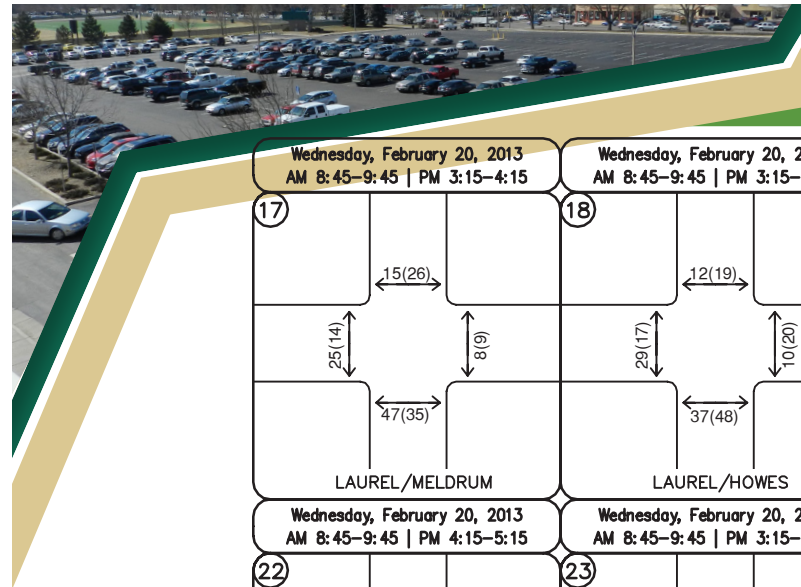 Wednesday, February 20, 2013
AM 8:45-9:45 | PM 3:15-4:15
17
15(26)
25(14)
8(9)
47(35)
LAUREL/MELDRUM
Wednesday, February 20, 2
AM 8:45-9:45 | PM 3:15-
18
12(19)
29(17)
10(20)
37(48)
LAUREL/HOWES
Wednesday, February 20, 2013
AM 8:45-9:45 | PM 4:15-5:15
22
Wednesday, February 20, 2
AM 8:45-9:45 | PM 3:15-
23